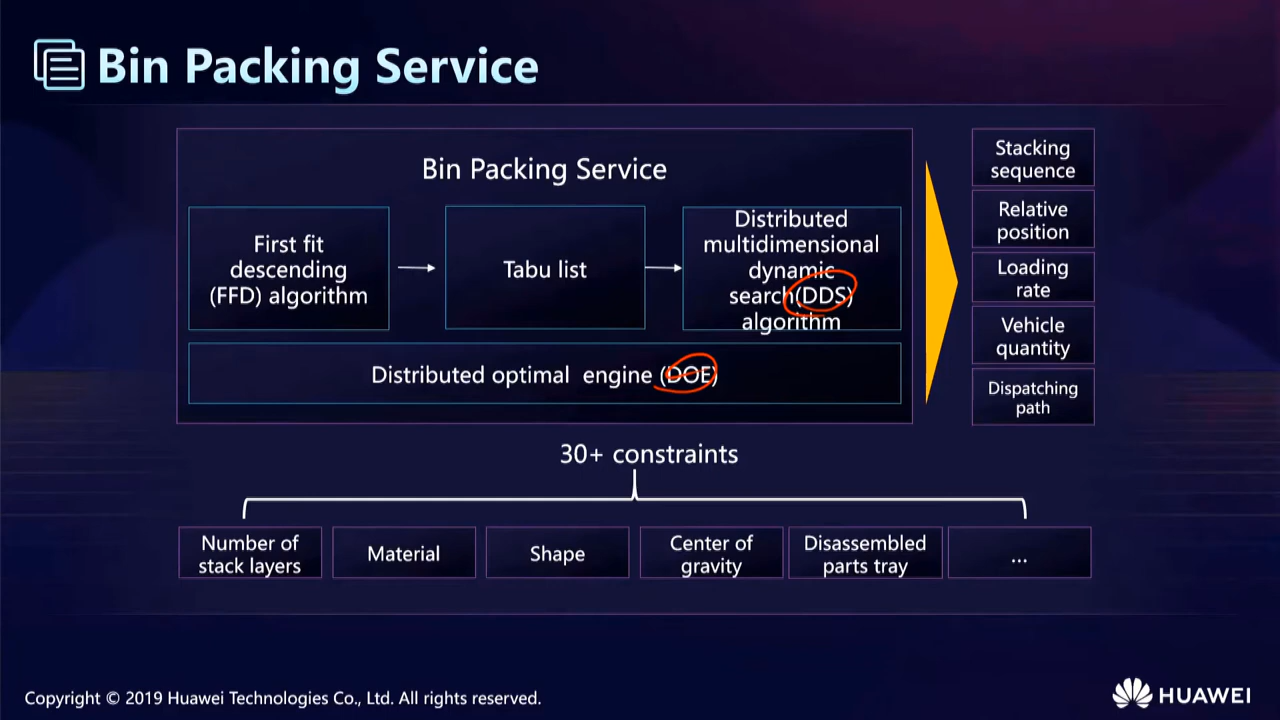 Bin Packing Service
Bin Packing Service
First fit
descending
(FFD) algorithm
Tabu list
Distributed
multidimensional
dynamic
search(DDS)
algorithm
Distributed optimal engine (DOE)
Stacking
sequence
Relative
position
Loading
rate
Vehicle
quantity
Dispatching
path
30+ constraints
Number of
stack layers
Material
Shape
Center of
gravity
Disassembled
parts tray
...
Copyright © 2019 Huawei Technologies Co., Ltd. All rights reserved.
HUAWEI